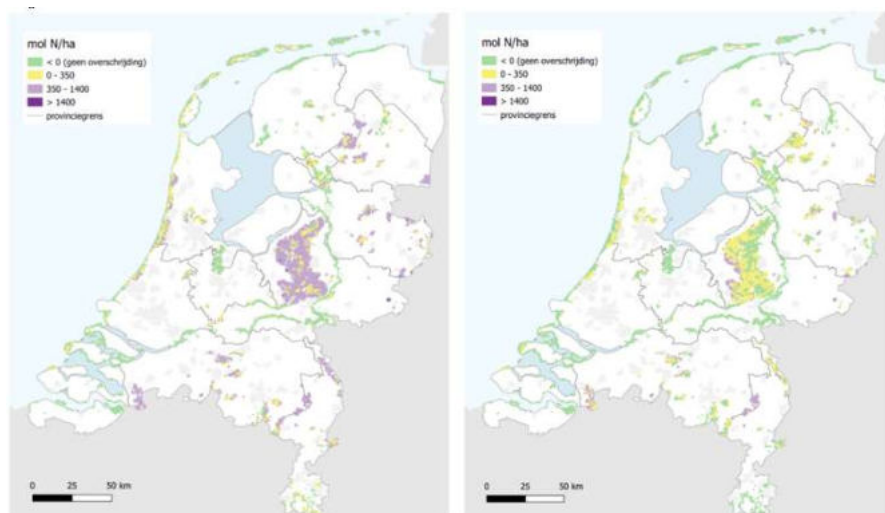 mol N/ha
< 0 (geen overschrijding)
0 - 350
350 - 1400
> 1400
provinciegrens
0 25 50 km
mol N/ha
< 0 (geen overschrijding)
0 - 350
350 - 1400
> 1400
provinciegrens
0 25 50 km